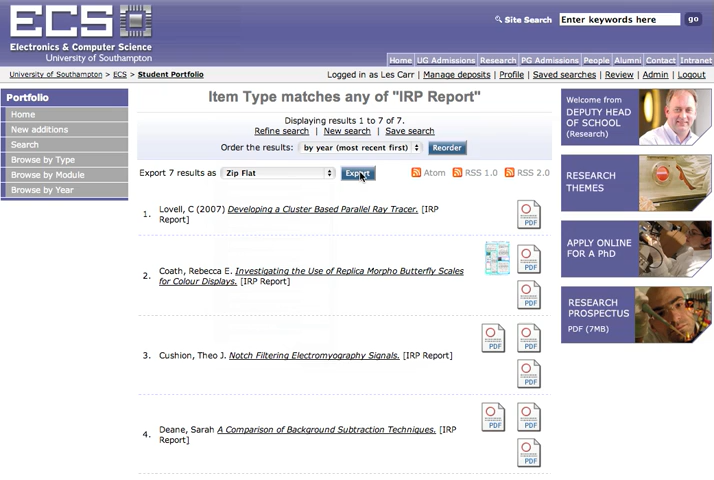 ECS
Electronics & Computer Science
University of Southampton
Site Search
Enter keywords here
go
Home | UG Admissions | Research | PG Admissions | People | Alumni | Contact | Intranet
University of Southampton > ECS > Student Portfolio
Logged in as Les Carr | Manage deposits | Profile | Saved searches | Review | Admin | Logout
Portfolio
Home
New additions
Search
Browse by Type
Browse by Module
Browse by Year
Item Type matches any of "IRP Report"
Displaying results 1 to 7 of 7.
Refine search | New search | Save search
Order the results: by year (most recent first) Reorder
Export 7 results as Zip Flat Export
Atom RSS 1.0 RSS 2.0
1. Lovell, C (2007) Developing a Cluster Based Parallel Ray Tracer. [IRP
Report]
PDF
2. Coath, Rebecca E. Investigating the Use of Replica Morpho Butterfly Scales
for Colour Displays. [IRP Report]
PDF
PDF
3. Cushion, Theo J. Notch Filtering Electromyography Signals. [IRP Report]
PDF PDF
PDF
4. Deane, Sarah A Comparison of Background Subtraction Techniques. [IRP
Report]
PDF PDF
PDF
Welcome from
DEPUTY HEAD
OF SCHOOL
(Research)
RESEARCH
THEMES
APPLY ONLINE
FOR A PhD
RESEARCH
PROSPECTUS
PDF (7MB)